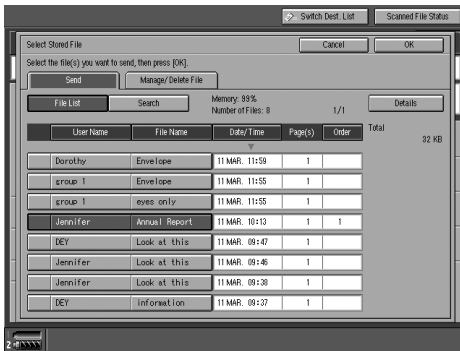 Switch Dest. List Scanned File Status
Select Stored File Cancel OK
Select the file(s) you want to send, then press [OK].
Send Manage/ Delete File
File List Search Memory: 99% Details
Number of Files: 8 1/1
User Name File Name Date/Time Page(s) Order Total
32 KB
Dorothy Envelope 11 MAR. 11:59 1
group 1 Envelope 11 MAR. 11:55 1
group 1 eyes only 11 MAR. 11:55 1
Jennifer Annual Report 11 MAR. 10:13 1 1
DEY Look at this 11 MAR. 09:47 1
Jennifer Look at this 11 MAR. 09:46 1
Jennifer Look at this 11 MAR. 09:38 1
DEY information 11 MAR. 09:37 1
2